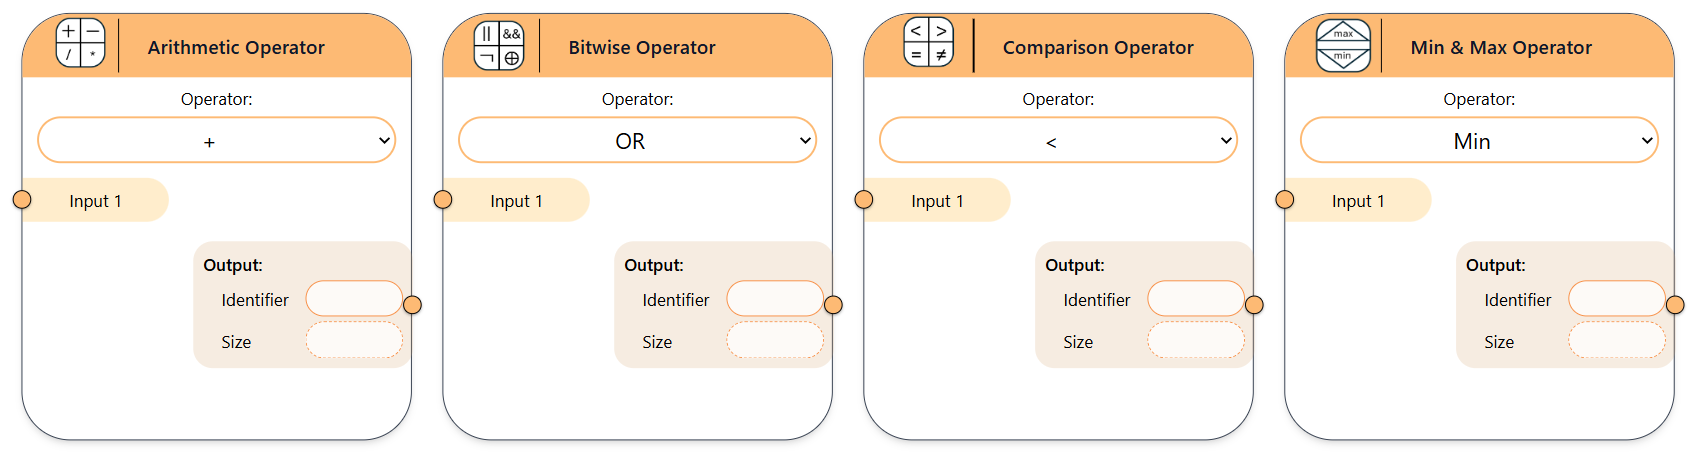 + − / * Arithmetic Operator
Operator:
+
Input 1
Output:
Identifier
Size
|| && ¬ ⊕ Bitwise Operator
Operator:
OR
Input 1
Output:
Identifier
Size
< > = ≠ Comparison Operator
Operator:
<
Input 1
Output:
Identifier
Size
max
min
Min & Max Operator
Operator:
Min
Input 1
Output:
Identifier
Size